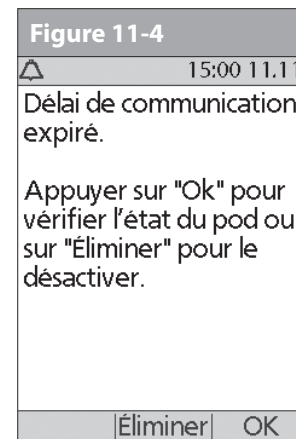 Figure 11-4
15:00 11.11
Délai de communication
expiré.
Appuyer sur "Ok" pour
vérifier l'état du pod ou
sur "Éliminer" pour le
désactiver.
Éliminer OK